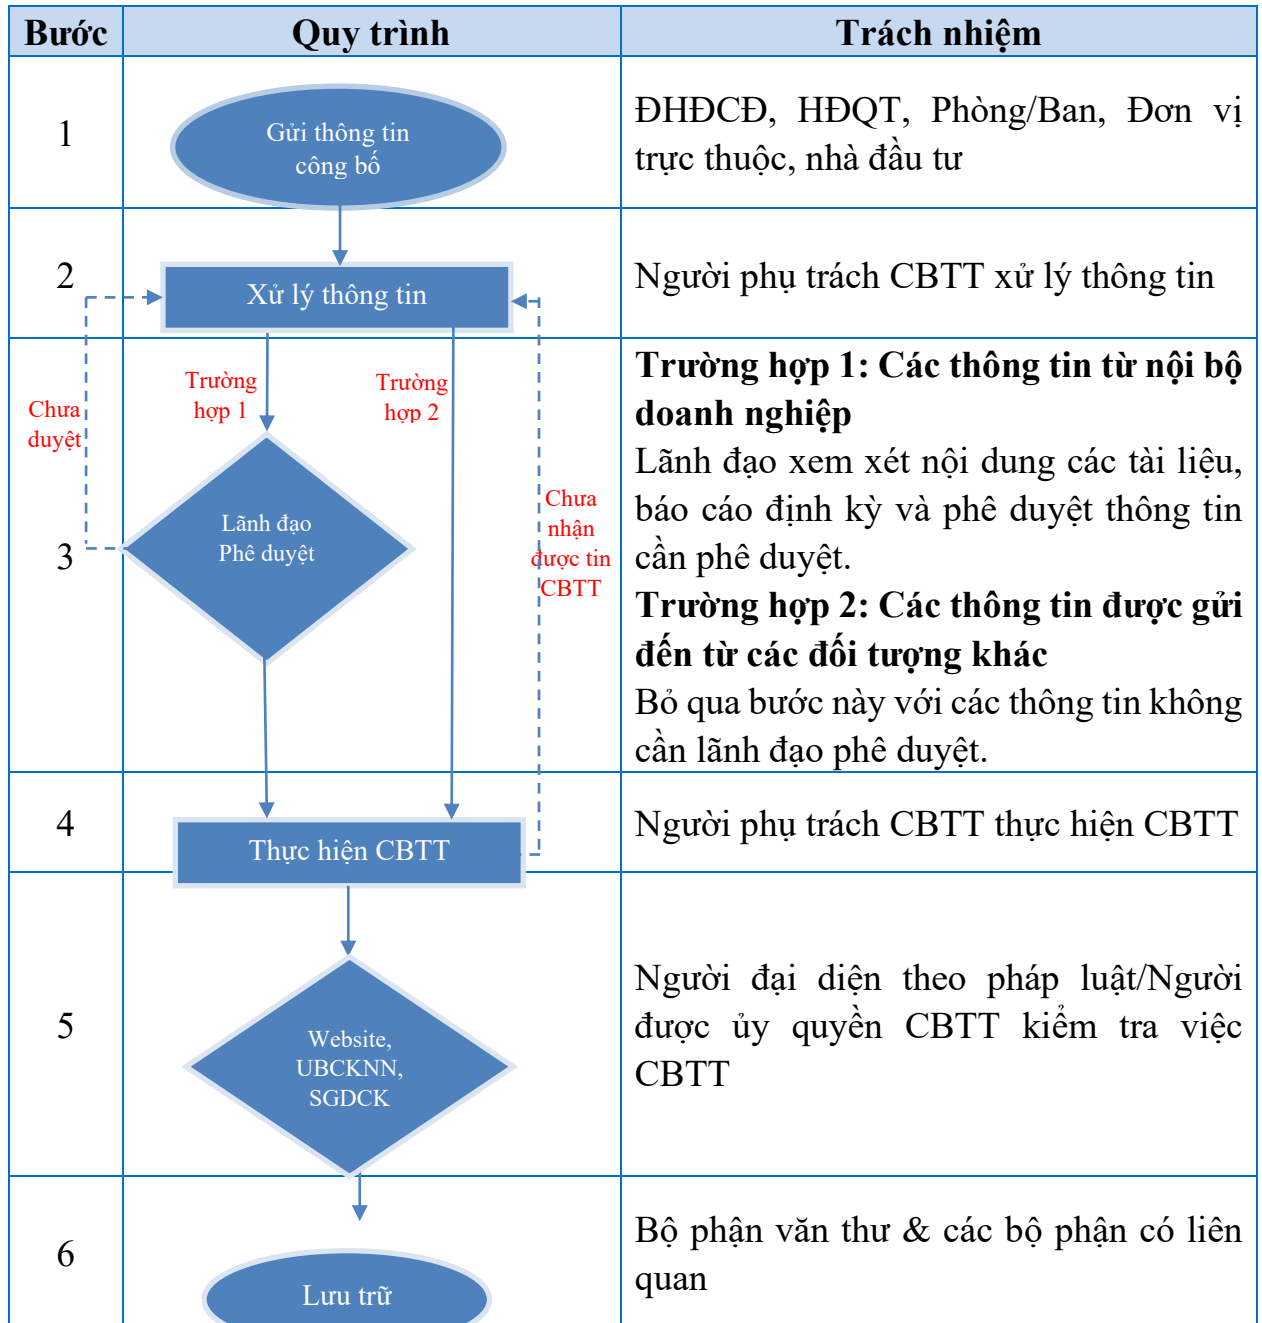 Bước Quy trình Trách nhiệm
1
Gửi thông tin
công bố
ĐHĐCĐ, HĐQT, Phòng/Ban, Đơn vị
trực thuộc, nhà đầu tư
2
Xử lý thông tin
Người phụ trách CBTT xử lý thông tin
Trường
hợp 1
Trường
hợp 2
Chưa
duyệt
3
Lãnh đạo
Phê duyệt
Chưa
nhận
được tin
CBTT
Trường hợp 1: Các thông tin từ nội bộ
doanh nghiệp
Lãnh đạo xem xét nội dung các tài liệu,
báo cáo định kỳ và phê duyệt thông tin
cần phê duyệt.
Trường hợp 2: Các thông tin được gửi
đến từ các đối tượng khác
Bỏ qua bước này với các thông tin không
cần lãnh đạo phê duyệt.
4
Thực hiện CBTT
Người phụ trách CBTT thực hiện CBTT
5
Website,
UBCKNN,
SGDCK
Người đại diện theo pháp luật/Người
được ủy quyền CBTT kiểm tra việc
CBTT
6
Lưu trữ
Bộ phận văn thư & các bộ phận có liên
quan